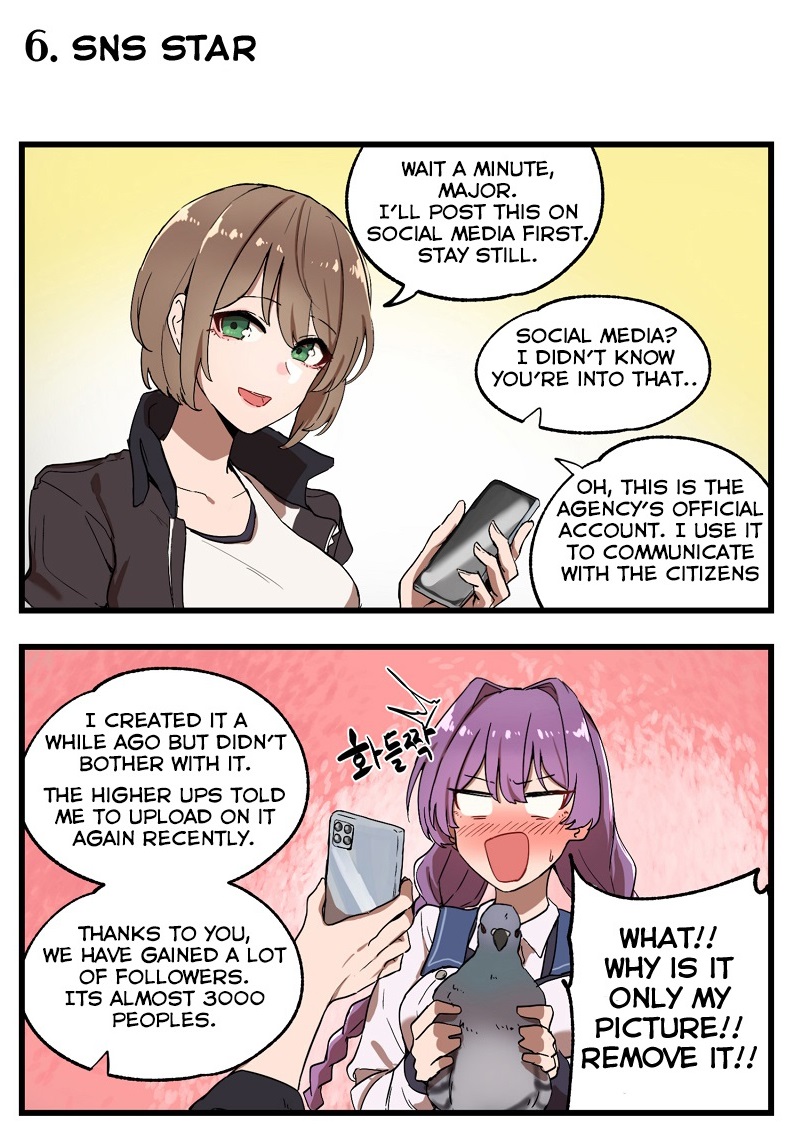 6. SNS STAR
WAIT A MINUTE,
MAJOR.
I'LL POST THIS ON
SOCIAL MEDIA FIRST.
STAY STILL.
SOCIAL MEDIA?
I DIDN'T KNOW
YOU'RE INTO THAT..
OH, THIS IS THE
AGENCY'S OFFICIAL
ACCOUNT. I USE IT
TO COMMUNICATE
WITH THE CITIZENS
I CREATED IT A
WHILE AGO BUT DIDN'T
BOTHER WITH IT.
THE HIGHER UPS TOLD
ME TO UPLOAD ON IT
AGAIN RECENTLY.
화들짝
THANKS TO YOU,
WE HAVE GAINED A LOT
OF FOLLOWERS.
ITS ALMOST 3000
PEOPLES.
WHAT!!
WHY IS IT
ONLY MY
PICTURE!!
REMOVE IT!!